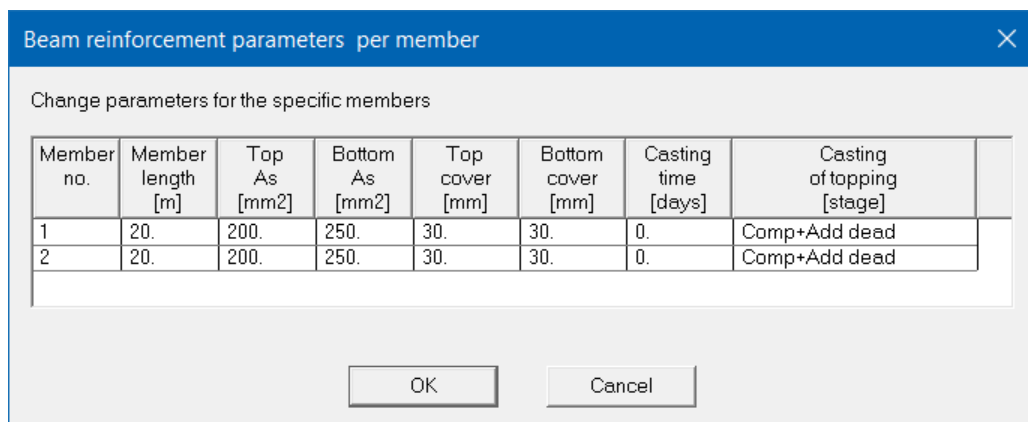 Beam reinforcement parameters per member
Change parameters for the specific members
Member no. Member length [m] Top As [mm2] Bottom As [mm2] Top cover [mm] Bottom cover [mm] Casting time [days] Casting of topping [stage]
1 20. 200. 250. 30. 30. 0. Comp+Add dead
2 20. 200. 250. 30. 30. 0. Comp+Add dead
OK Cancel